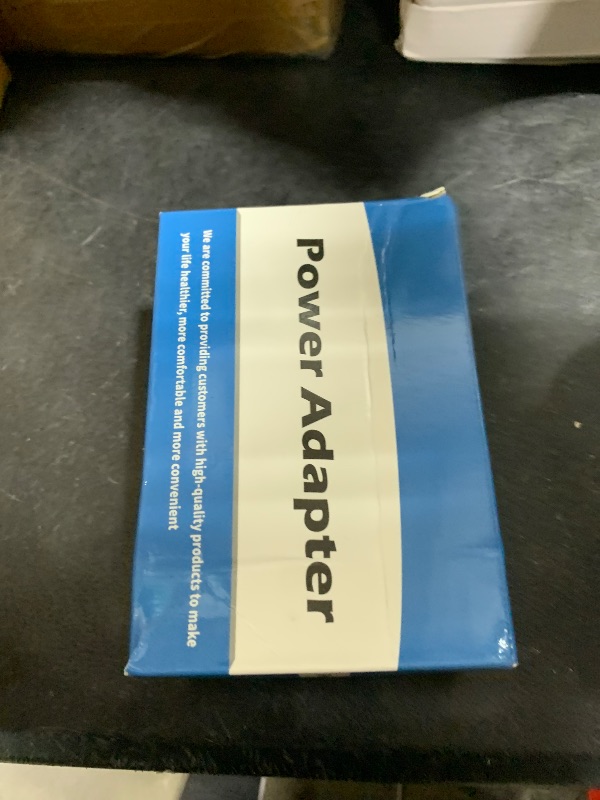 Power Adapter
We are committed to providing customers with high-quality products to make
your life healthier, more comfortable and more convenient